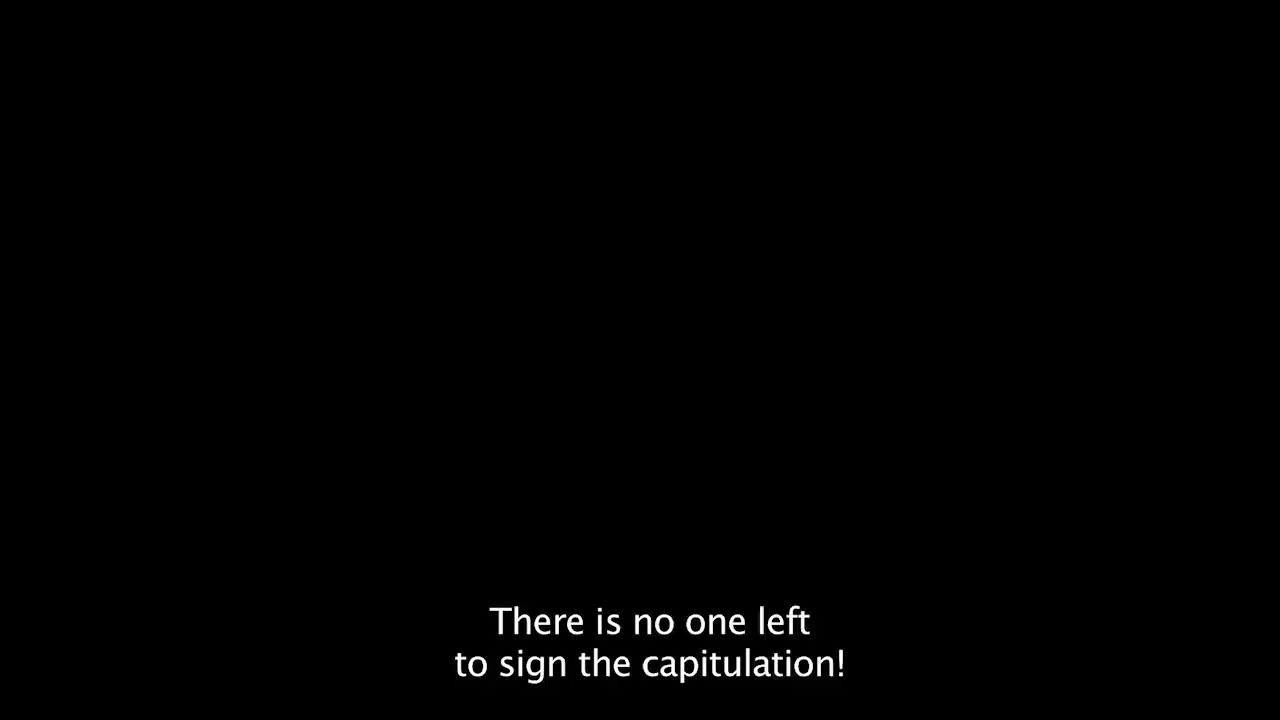 There is no one left
to sign the capitulation!